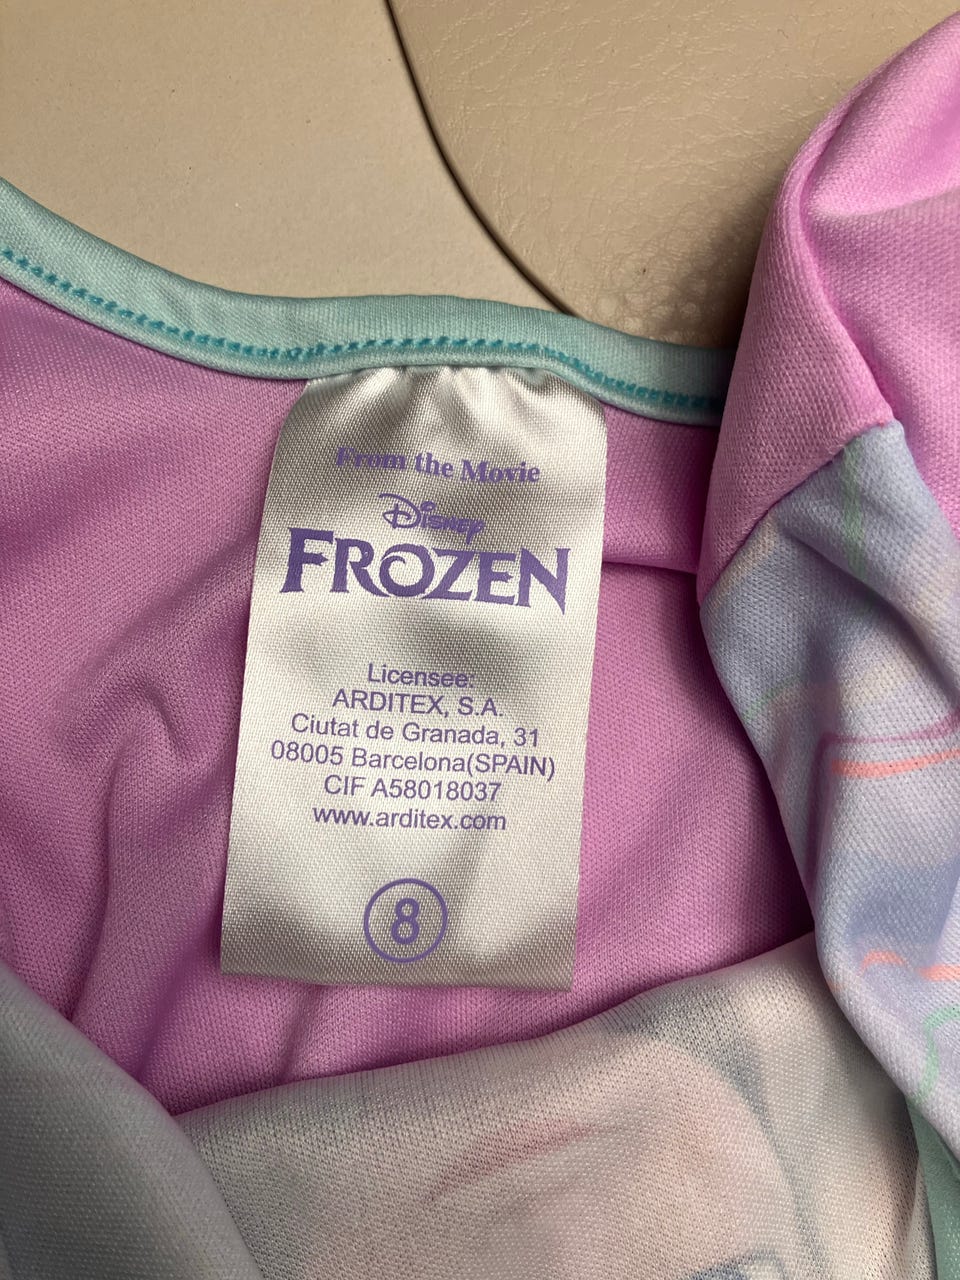 From the Movie
Disney
FROZEN
Licensee:
ARDITEX, S.A.
Ciutat de Granada, 31
08005 Barcelona(SPAIN)
CIF A58018037
www.arditex.com
8